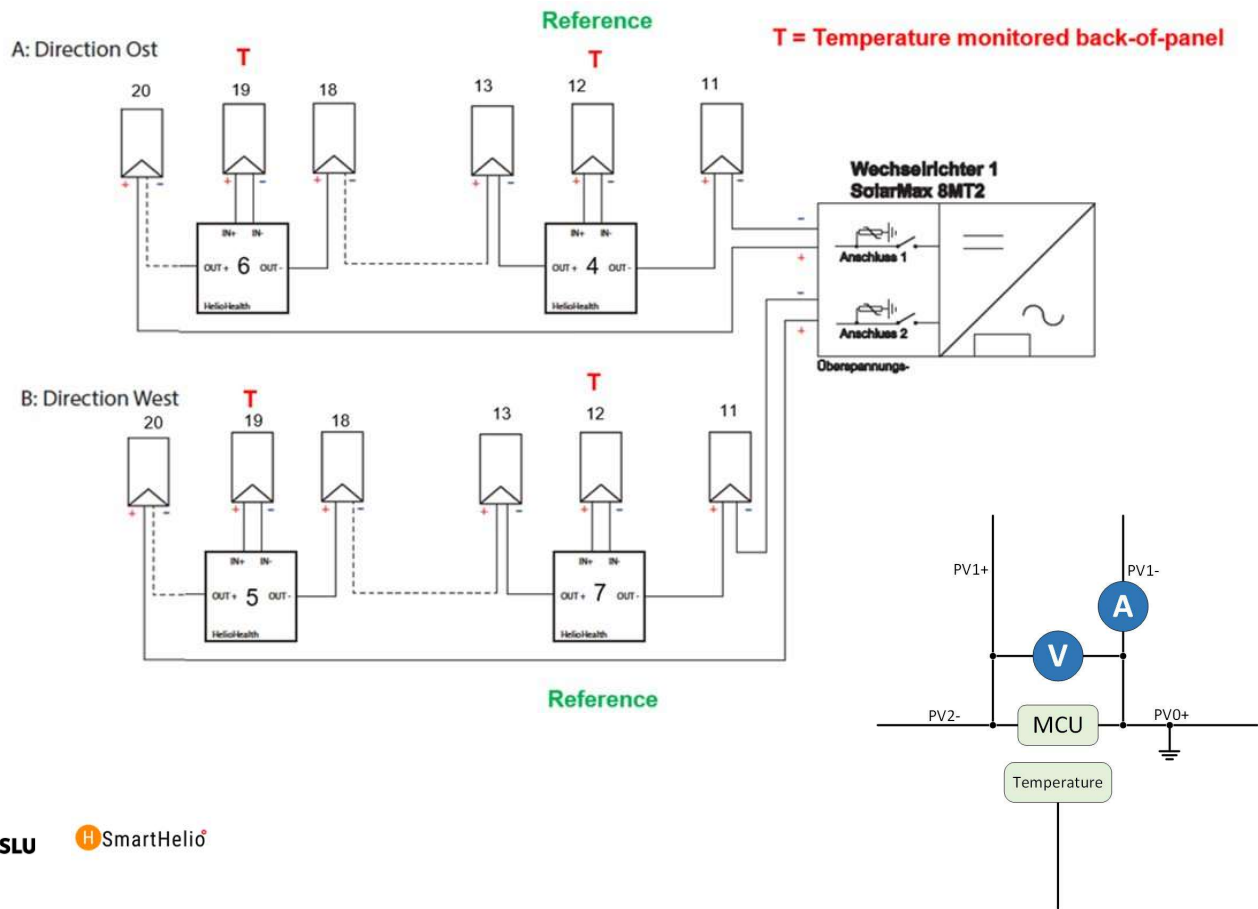 Reference
A: Direction Ost
T = Temperature monitored back-of-panel
T
T
20
19
18
13
12
11
+ -
+ -
+ -
+ -
+ -
+ -
IN+ IN-
OUT+ 6 OUT-
HelioHealth
IN+ IN-
OUT+ 4 OUT-
HelioHealth
Wechselrichter 1
SolarMax 8MT2
-
+
Anschluss 1
-
+
Anschluss 2
Überspannungs-
B: Direction West
T
T
20
19
18
13
12
11
+ -
+ -
+ -
+ -
+ -
+ -
IN+ IN-
OUT+ 5 OUT-
HelioHealth
IN+ IN-
OUT+ 7 OUT-
HelioHealth
Reference
PV1+
PV1-
A
V
PV2-
MCU
PV0+
Temperature
SLU
H SmartHelio